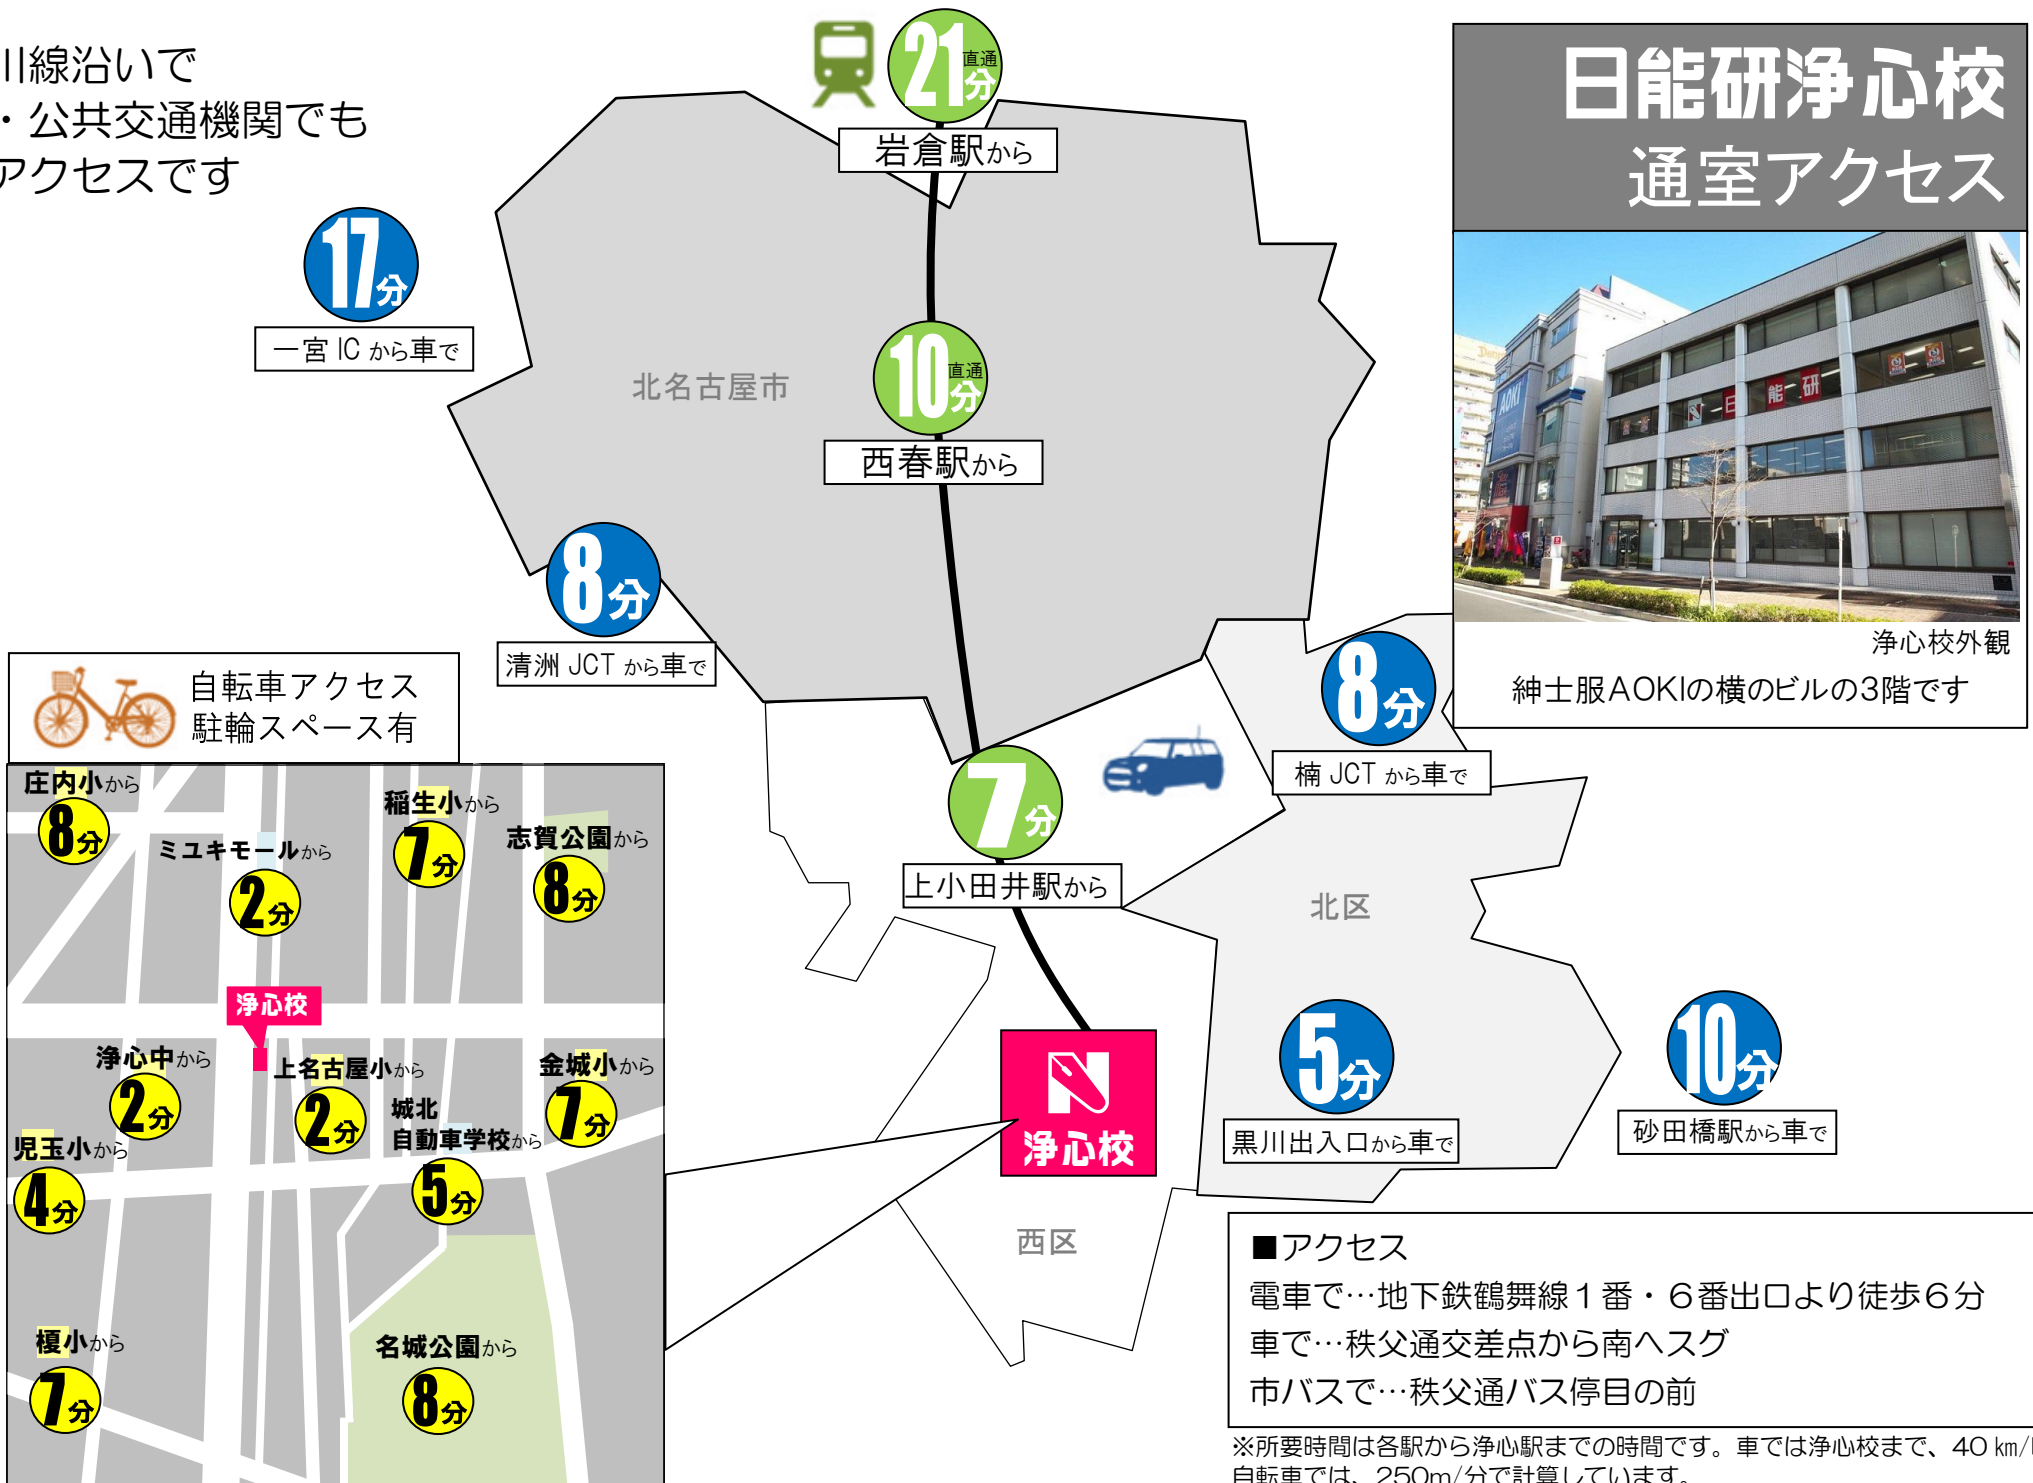 川線沿いで
・公共交通機関でも
アクセスです
21直通分
岩倉駅から
17分
一宮 IC から車で
北名古屋市
10直通分
西春駅から
8分
清洲 JCT から車で
日能研浄心校
通室アクセス
AOKI
N 日能研
浄心校外観
紳士服AOKIの横のビルの3階です
8分
楠 JCT から車で
7分
上小田井駅から
北区
自転車アクセス
駐輪スペース有
庄内小から
8分
ミユキモールから
2分
稲生小から
7分
志賀公園から
8分
浄心校
浄心中から
2分
上名古屋小から
2分
金城小から
7分
城北
自動車学校から
5分
児玉小から
4分
榎小から
7分
名城公園から
8分
N
浄心校
5分
黒川出入口から車で
10分
砂田橋駅から車で
西区
■アクセス
電車で…地下鉄鶴舞線1番・6番出口より徒歩6分
車で…秩父通交差点から南へスグ
市バスで…秩父通バス停目の前
※所要時間は各駅から浄心駅までの時間です。車では浄心校まで、40 km/
自転車では、250m/分で計算しています。